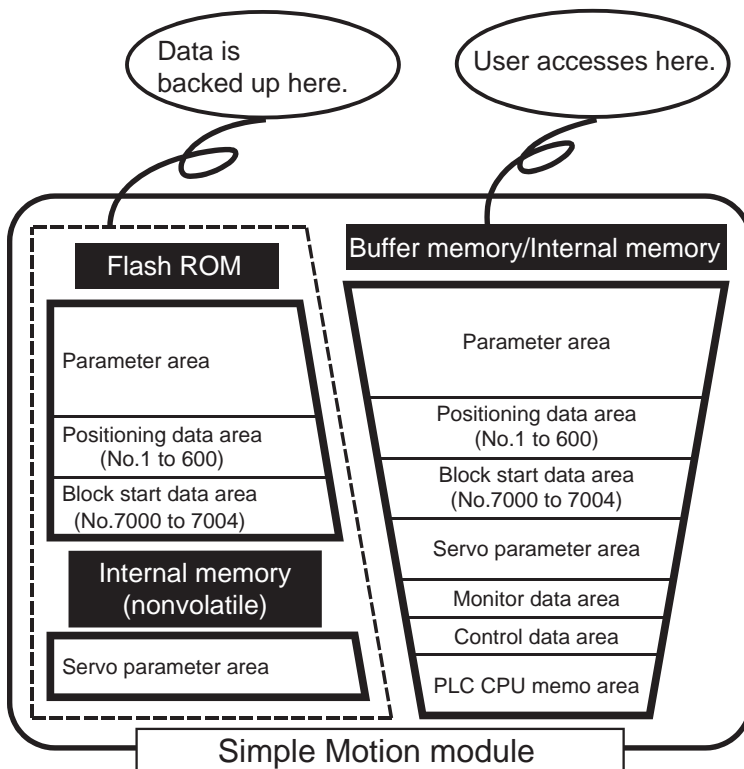 Data is
backed up here.
User accesses here.
Flash ROM
Parameter area
Positioning data area
(No.1 to 600)
Block start data area
(No.7000 to 7004)
Internal memory
(nonvolatile)
Servo parameter area
Buffer memory/Internal memory
Parameter area
Positioning data area
(No.1 to 600)
Block start data area
(No.7000 to 7004)
Servo parameter area
Monitor data area
Control data area
PLC CPU memo area
Simple Motion module